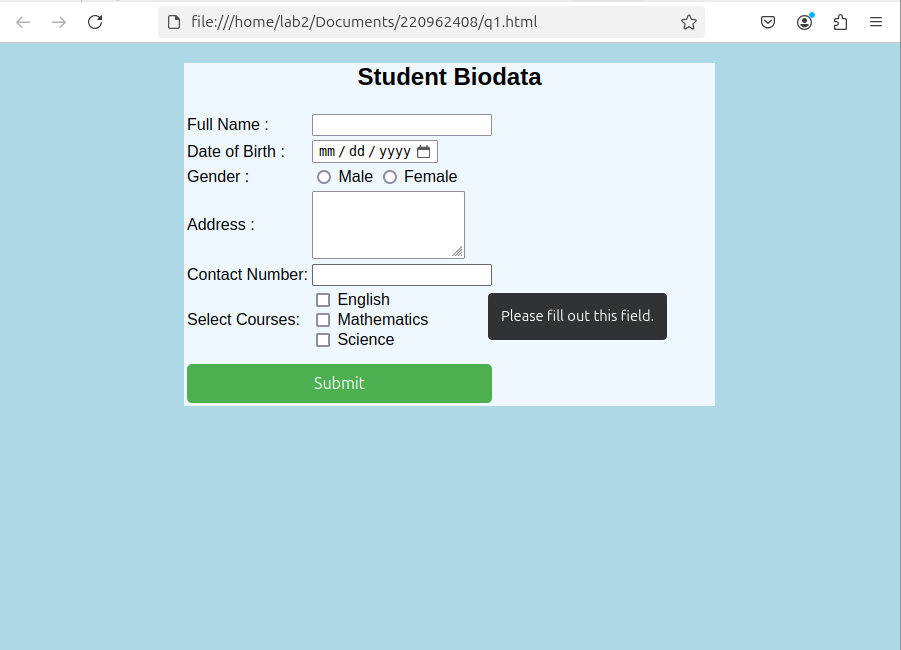 file:///home/lab2/Documents/220962408/q1.html
Student Biodata
Full Name :
Date of Birth : mm / dd / yyyy
Gender : Male Female
Address :
Contact Number:
Select Courses:
English
Mathematics
Science
Please fill out this field.
Submit